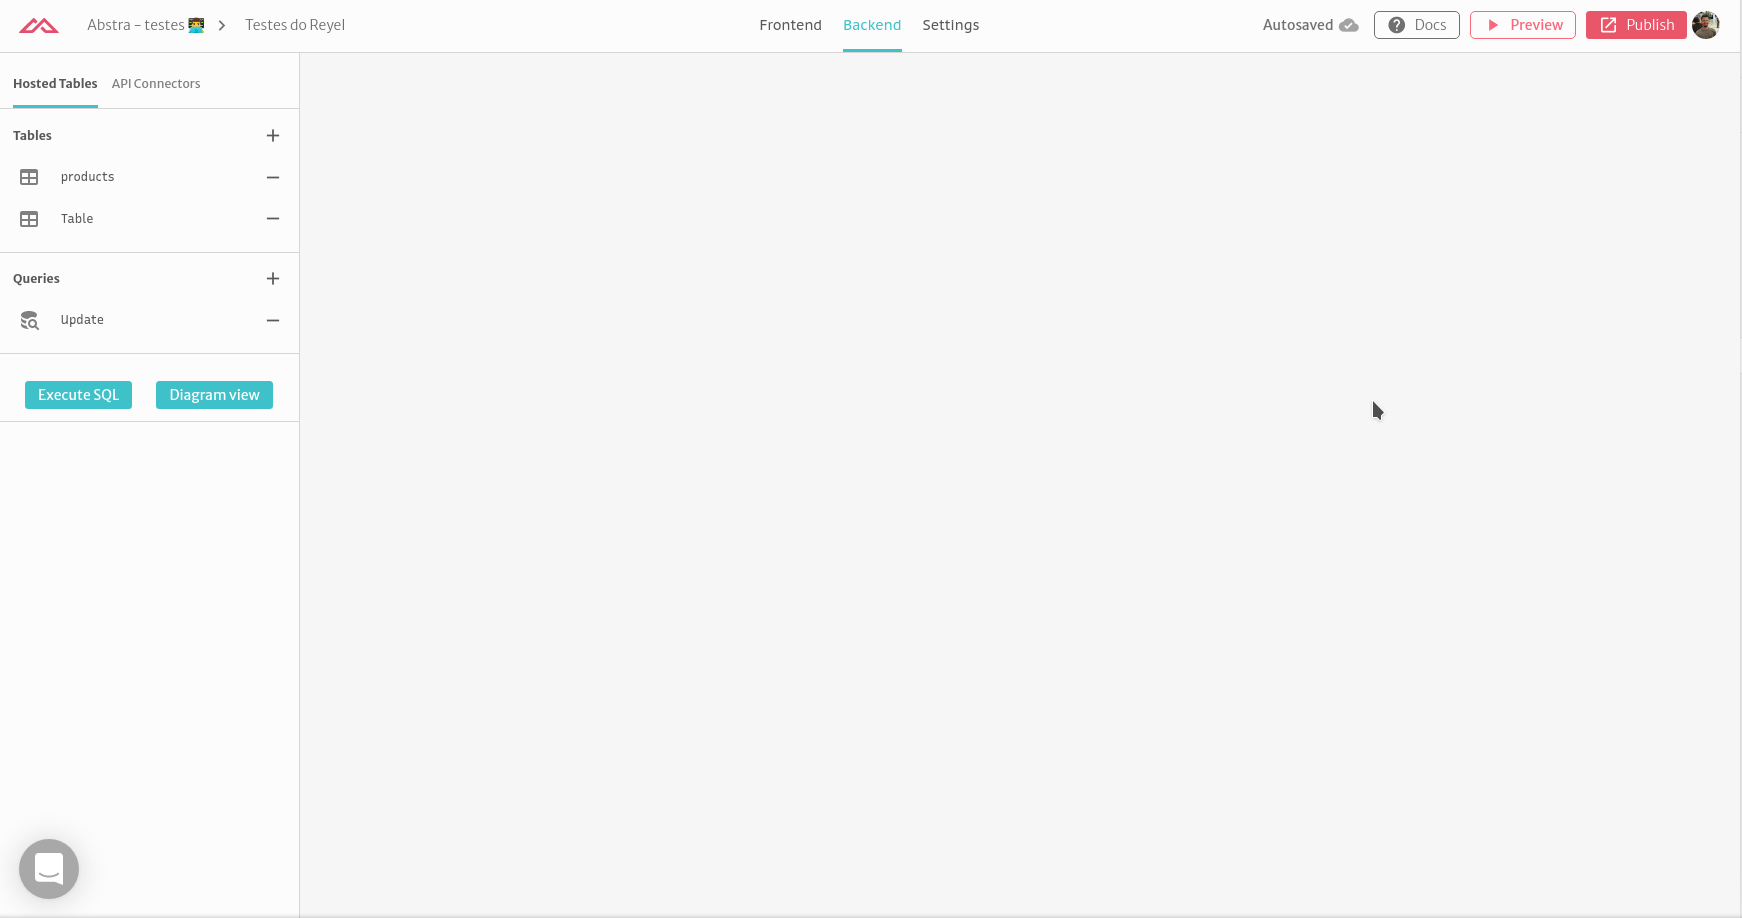 Abstra – testes 👨‍💻 > Testes do Reyel
Frontend Backend Settings
Autosaved Docs Preview Publish
Hosted Tables API Connectors
Tables
products
Table
Queries
Update
Execute SQL Diagram view